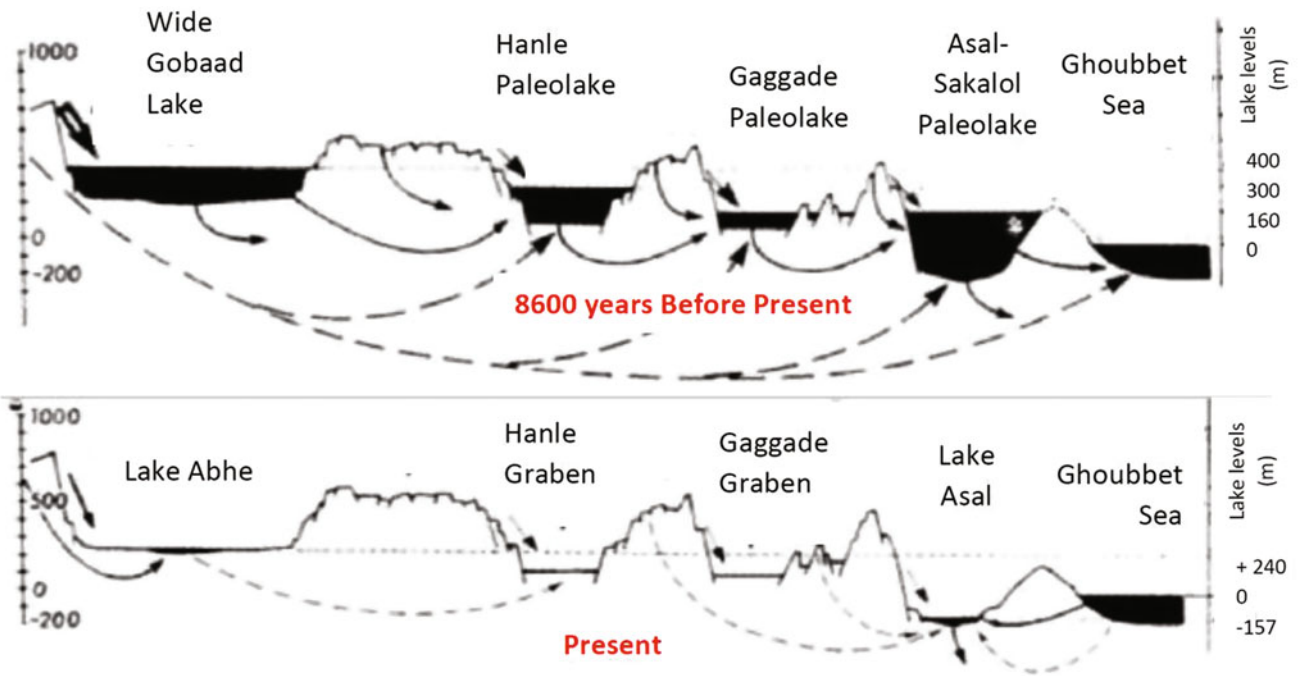 Wide
Gobaad
Lake
Hanle
Paleolake
Gaggade
Paleolake
Asal-
Sakalol
Paleolake
Ghoubbet
Sea
Lake levels
(m)
1000
0
-200
400
300
160
0
8600 years Before Present
1000
500
0
-200
Lake Abhe
Hanle
Graben
Gaggade
Graben
Lake
Asal
Ghoubbet
Sea
Lake levels
(m)
+ 240
0
-157
Present